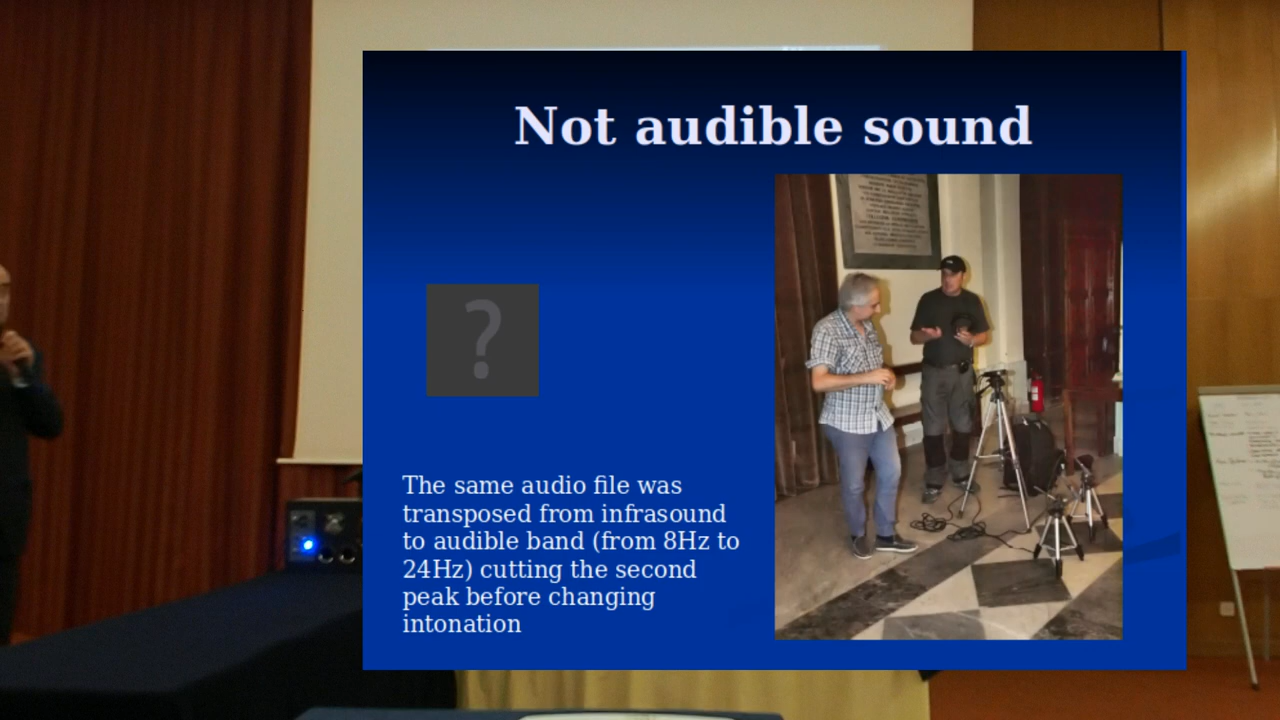 Not audible sound
?
The same audio file was
transposed from infrasound
to audible band (from 8Hz to
24Hz) cutting the second
peak before changing
intonation